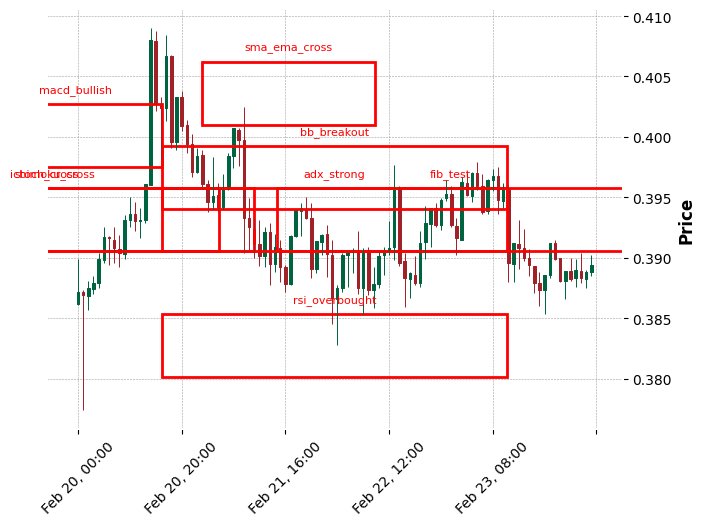 0.410
sma_ema_cross
0.405
macd_bullish
0.400
bb_breakout
adx_strong
fib_test
0.395
0.390
rsi_overbought
0.385
0.380
Price
Feb 20, 00:00
Feb 20, 20:00
Feb 21, 16:00
Feb 22, 12:00
Feb 23, 08:00